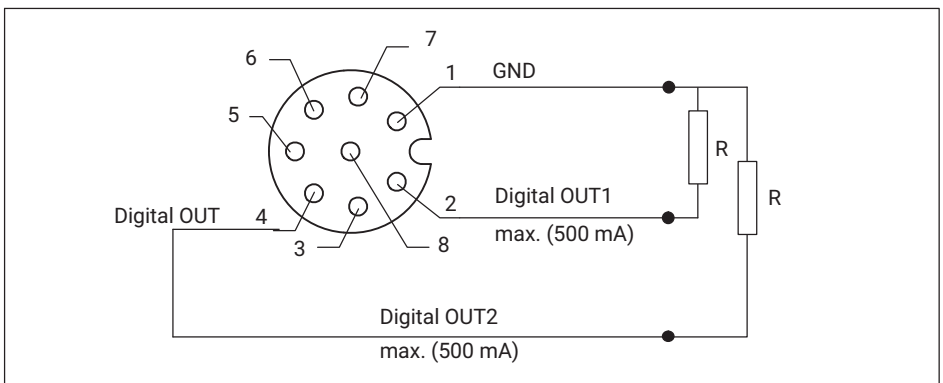 7
6
1
GND
5
R
R
Digital OUT1
2
Digital OUT
4
max. (500 mA)
3
8
Digital OUT2
max. (500 mA)